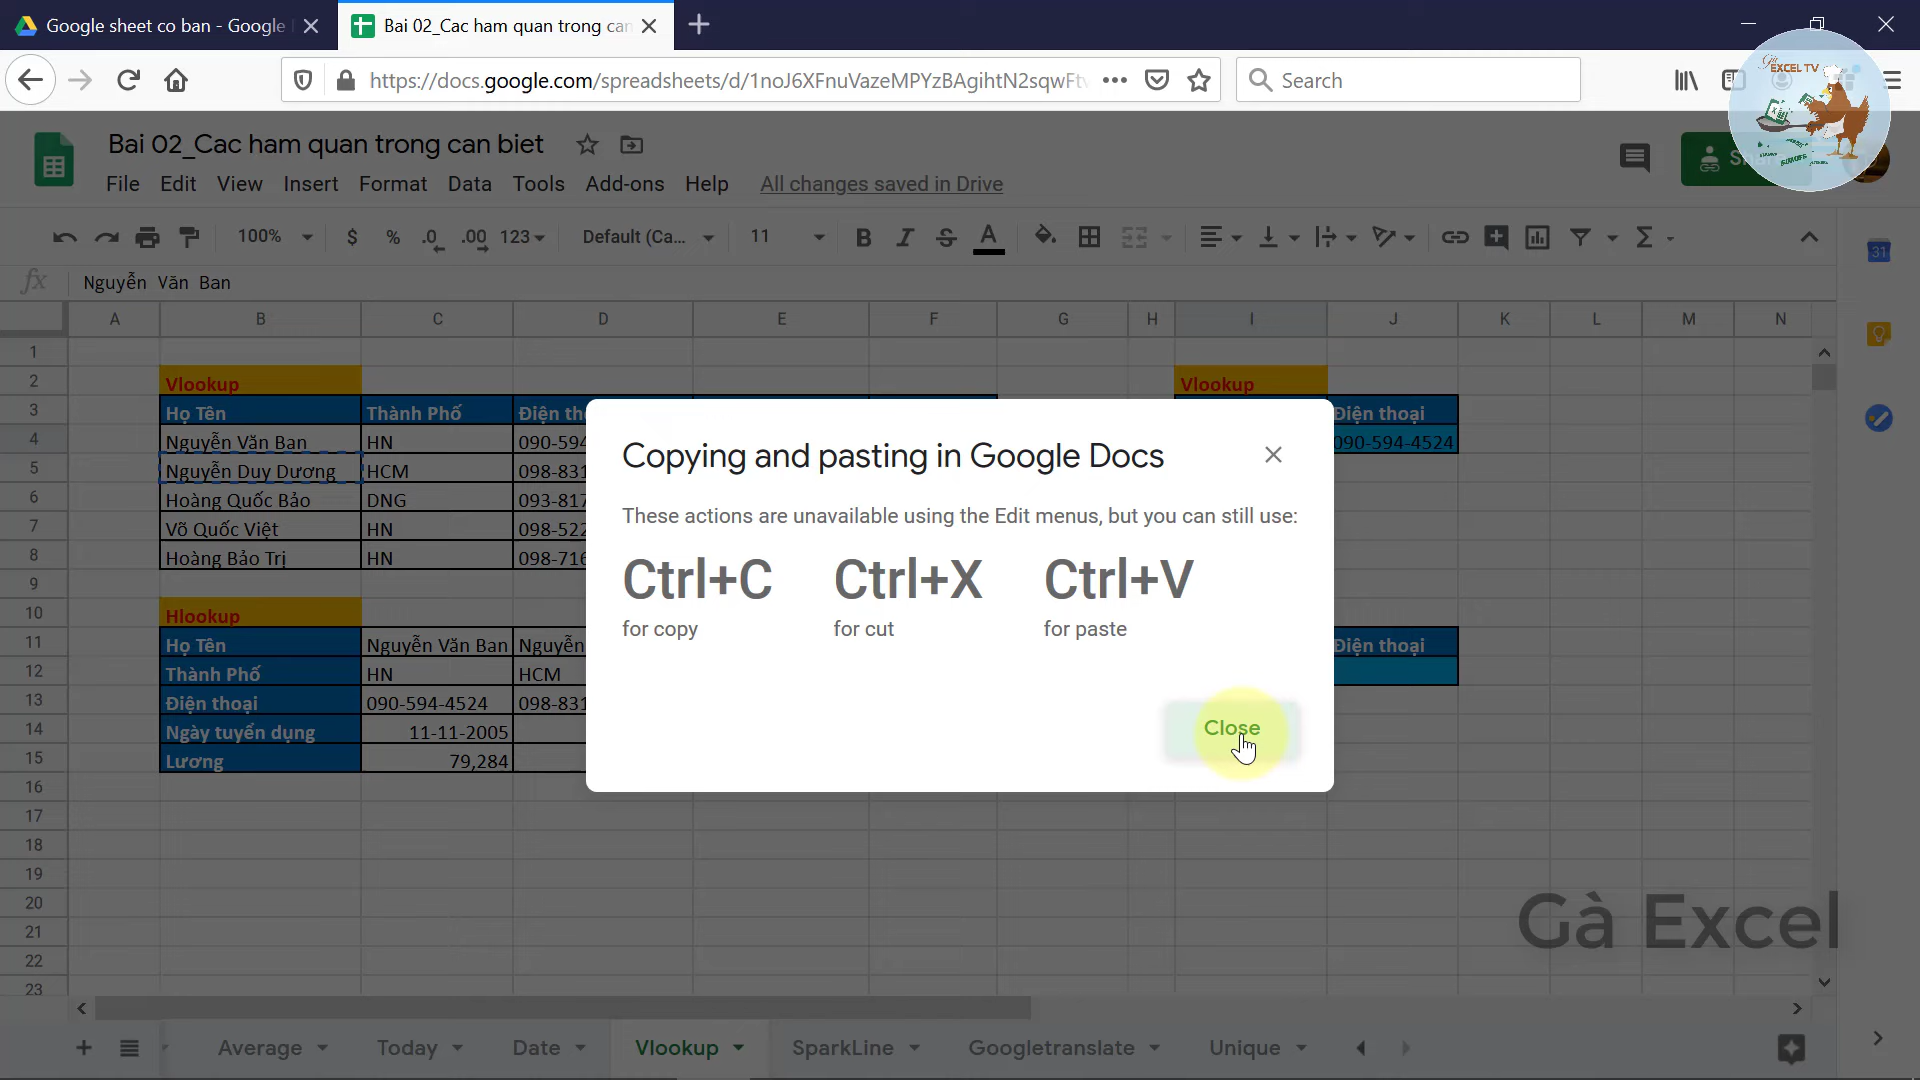 Google sheet co ban - Google
Bai 02_Cac ham quan trong can
https://docs.google.com/spreadsheets/d/1noJ6XFnuVazeMPYzBAgihtN2sqwFtv
Search
EXCEL TV
Bai 02_Cac ham quan trong can biet
File Edit View Insert Format Data Tools Add-ons Help All changes saved in Drive
100% $ % .0 .00 123 Default (Ca... 11 B I S A
31
fx Nguyễn Văn Ban
A B C D E F G H I J K L M N
1
2 Vlookup Vlookup
3 Họ Tên Thành Phố Điện th Điện thoại
4 Nguyễn Văn Ban HN 090-594 090-594-4524
5 Nguyễn Duy Dương HCM 098-831
6 Hoàng Quốc Bảo DNG 093-817
7 Võ Quốc Việt HN 098-522
8 Hoàng Bảo Trị HN 098-716
9
10 Hlookup
11 Họ Tên Nguyễn Văn Ban Nguyễn Điện thoại
12 Thành Phố HN HCM
13 Điện thoại 090-594-4524 098-831
14 Ngày tuyển dụng 11-11-2005
15 Lương 79,284
16
17
18
19
20
21
22
23
Copying and pasting in Google Docs
These actions are unavailable using the Edit menus, but you can still use:
Ctrl+C Ctrl+X Ctrl+V
for copy for cut for paste
Close
Gà Excel
Average Today Date Vlookup SparkLine Googletranslate Unique